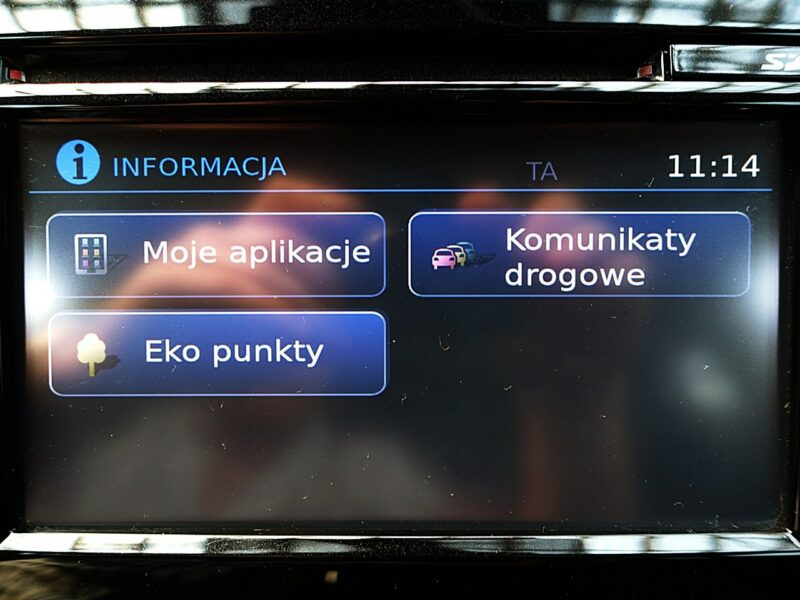 INFORMACJA TA 11:14
Moje aplikacje
Komunikaty
drogowe
Eko punkty